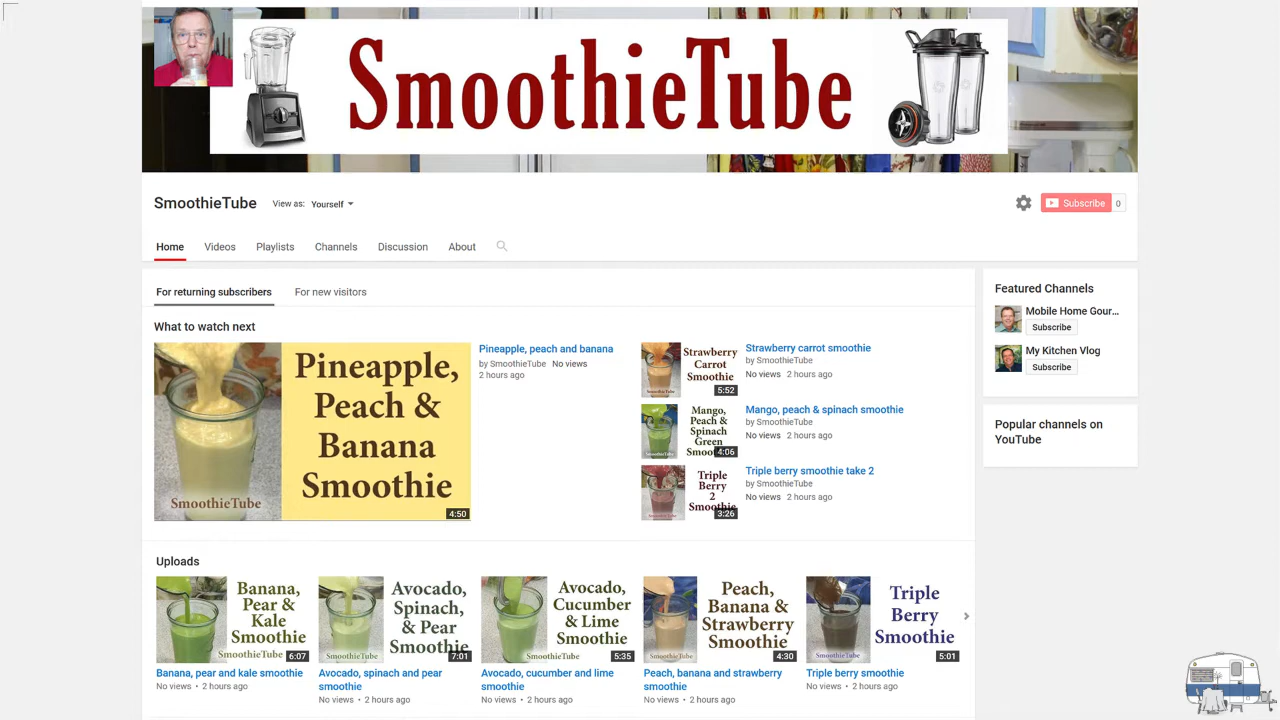 SmoothieTube
SmoothieTube
View as: Yourself
Subscribe 0
Home Videos Playlists Channels Discussion About
For returning subscribers For new visitors
What to watch next
Pineapple,
Peach &
Banana
Smoothie
SmoothieTube
4:50
Pineapple, peach and banana
by SmoothieTube No views
2 hours ago
Strawberry
Carrot
Smoothie
SmoothieTube
5:52
Strawberry carrot smoothie
by SmoothieTube
No views 2 hours ago
Mango,
Peach &
Spinach
Green
SmoothieTube
4:06
Mango, peach & spinach smoothie
by SmoothieTube
No views 2 hours ago
Triple
Berry
2
Smoothie
SmoothieTube
3:26
Triple berry smoothie take 2
by SmoothieTube
No views 2 hours ago
Featured Channels
Mobile Home Gour...
Subscribe
My Kitchen Vlog
Subscribe
Popular channels on
YouTube
Uploads
Banana,
Pear &
Kale
Smoothie
SmoothieTube
6:07
Banana, pear and kale smoothie
No views • 2 hours ago
Avocado,
Spinach,
& Pear
Smoothie
SmoothieTube
7:01
Avocado, spinach and pear
smoothie
No views • 2 hours ago
Avocado,
Cucumber
& Lime
Smoothie
SmoothieTube
5:35
Avocado, cucumber and lime
smoothie
No views • 2 hours ago
Peach,
Banana &
Strawberry
Smoothie
SmoothieTube
4:30
Peach, banana and strawberry
smoothie
No views • 2 hours ago
Triple
Berry
Smoothie
SmoothieTube
5:01
Triple berry smoothie
No views • 2 hours ago